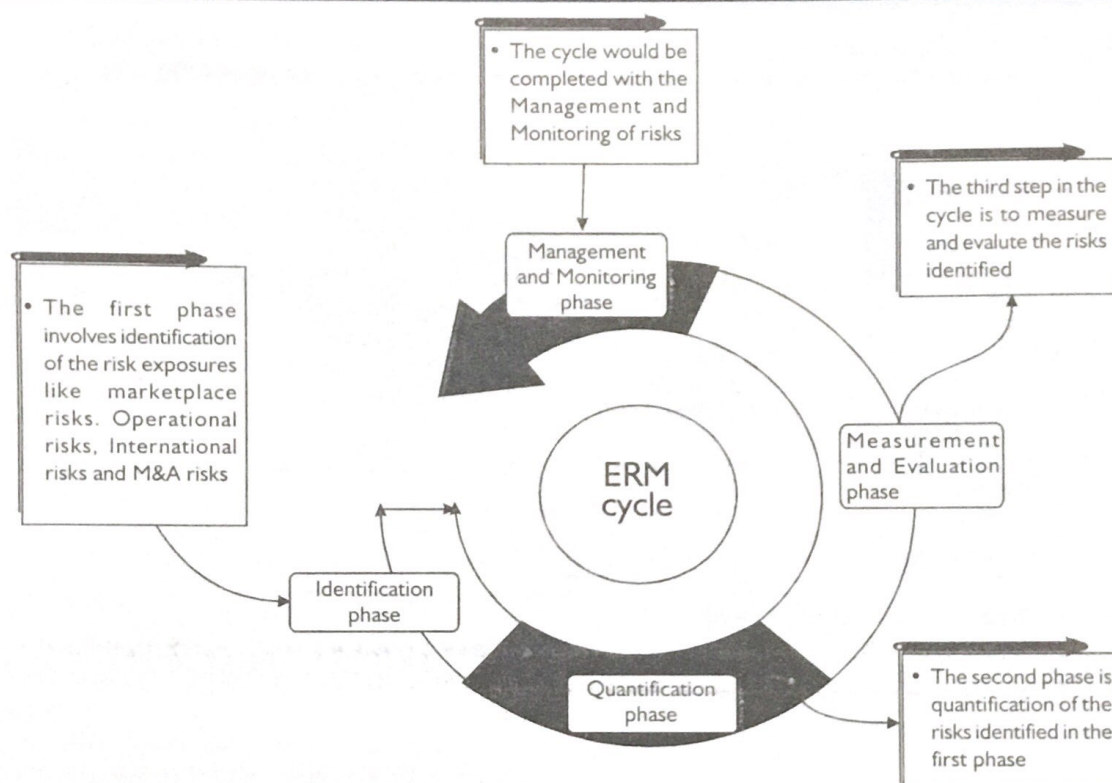 • The cycle would be
completed with the
Management and
Monitoring of risks
• The third step in the
cycle is to measure
and evalute the risks
identified
Management
and Monitoring
phase
• The first phase
involves identification
of the risk exposures
like marketplace
risks. Operational
risks, International
risks and M&A risks
ERM
cycle
Measurement
and Evaluation
phase
Identification
phase
Quantification
phase
• The second phase is
quantification of the
risks identified in the
first phase